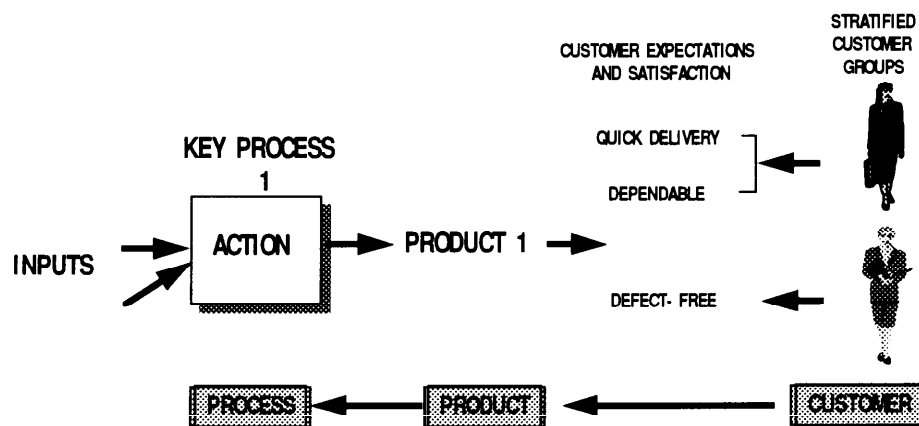 STRATIFIED
CUSTOMER
GROUPS
CUSTOMER EXPECTATIONS
AND SATISFACTION
QUICK DELIVERY
KEY PROCESS
1
DEPENDABLE
ACTION
PRODUCT 1
INPUTS
DEFECT- FREE
PROCESS
PRODUCT
CUSTOMER